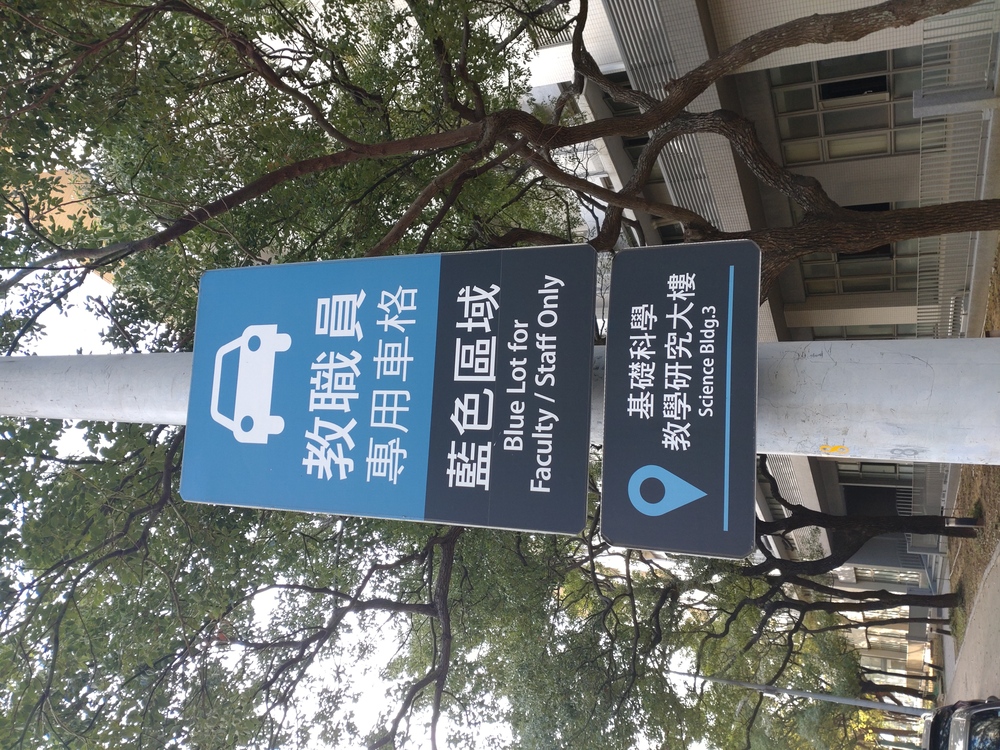 教職員
專用車格
藍色區域
Blue Lot for
Faculty / Staff Only
基礎科學
教學研究大樓
Science Bldg.3